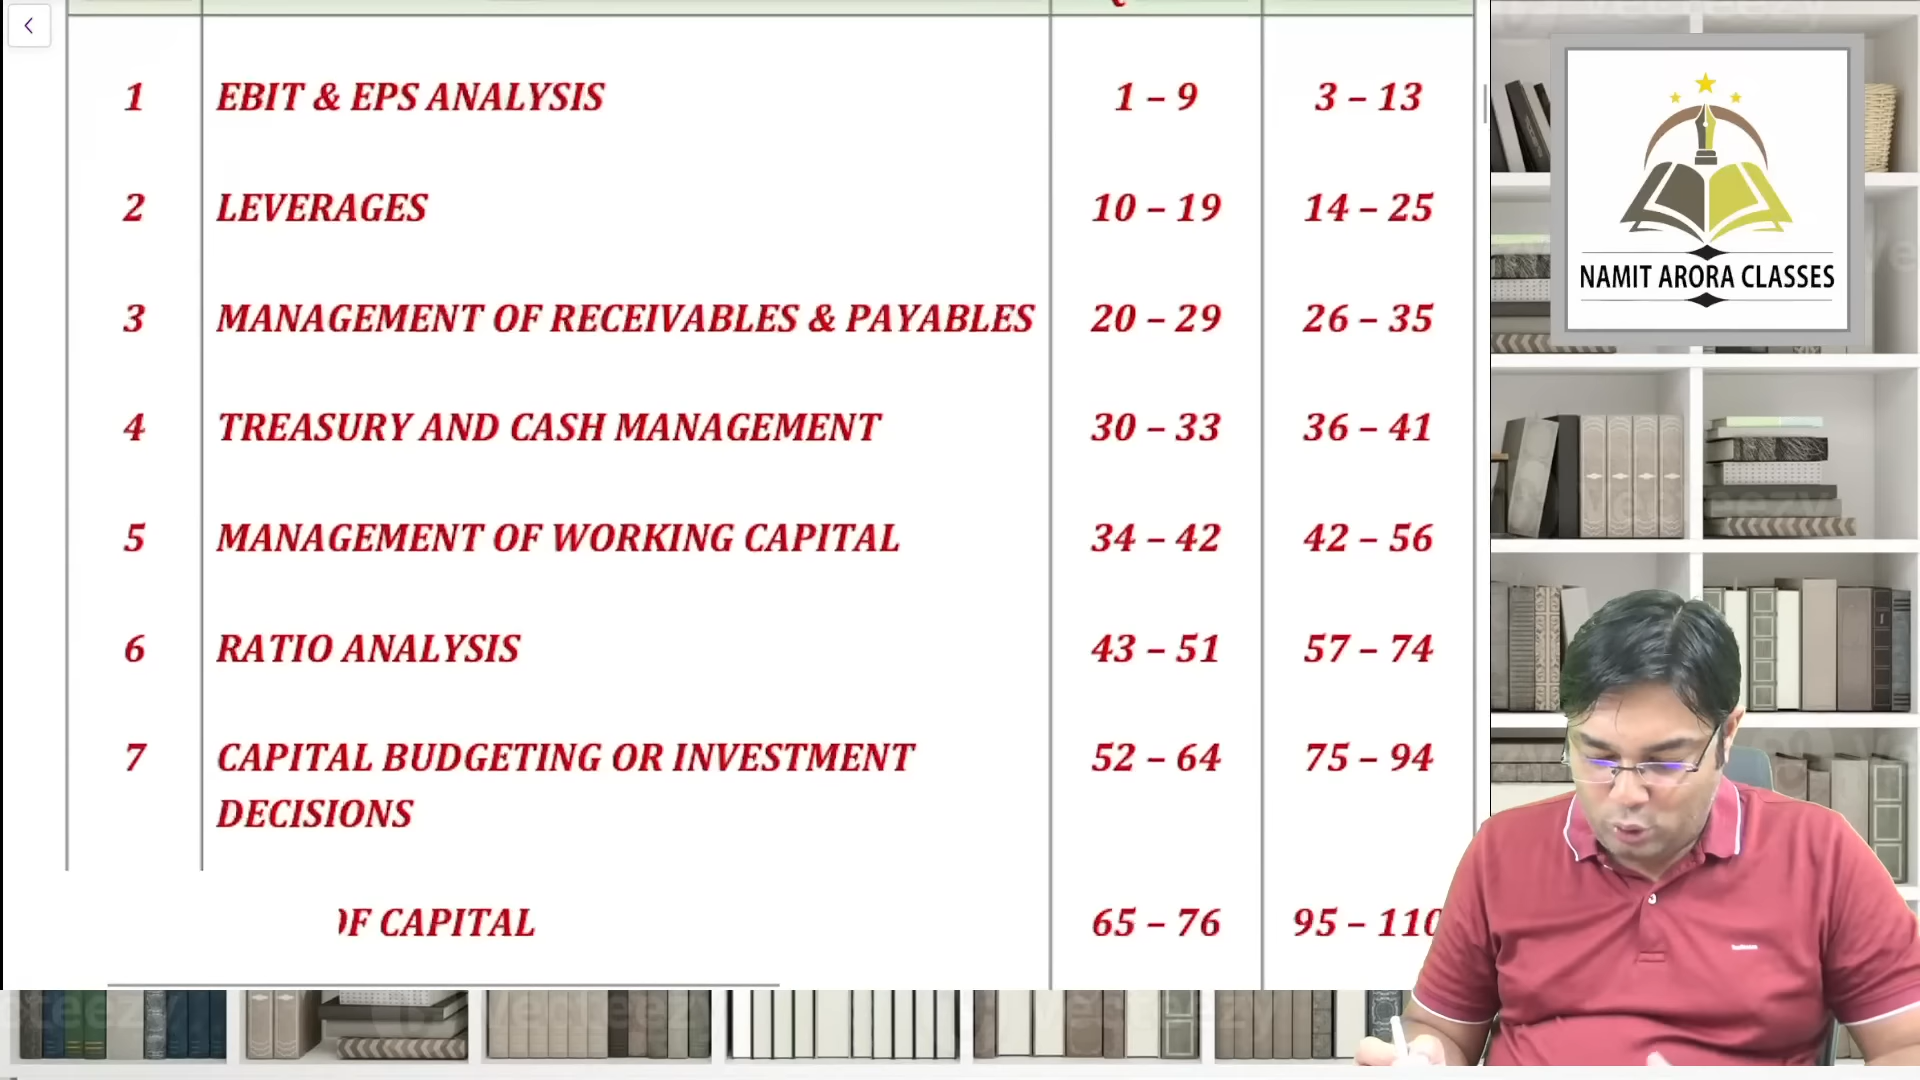 1 EBIT & EPS ANALYSIS 1 – 9 3 – 13
2 LEVERAGES 10 – 19 14 – 25
3 MANAGEMENT OF RECEIVABLES & PAYABLES 20 – 29 26 – 35
4 TREASURY AND CASH MANAGEMENT 30 – 33 36 – 41
5 MANAGEMENT OF WORKING CAPITAL 34 – 42 42 – 56
6 RATIO ANALYSIS 43 – 51 57 – 74
7 CAPITAL BUDGETING OR INVESTMENT 52 – 64 75 – 94
DECISIONS
OF CAPITAL 65 – 76 95 – 110
NAMIT ARORA CLASSES